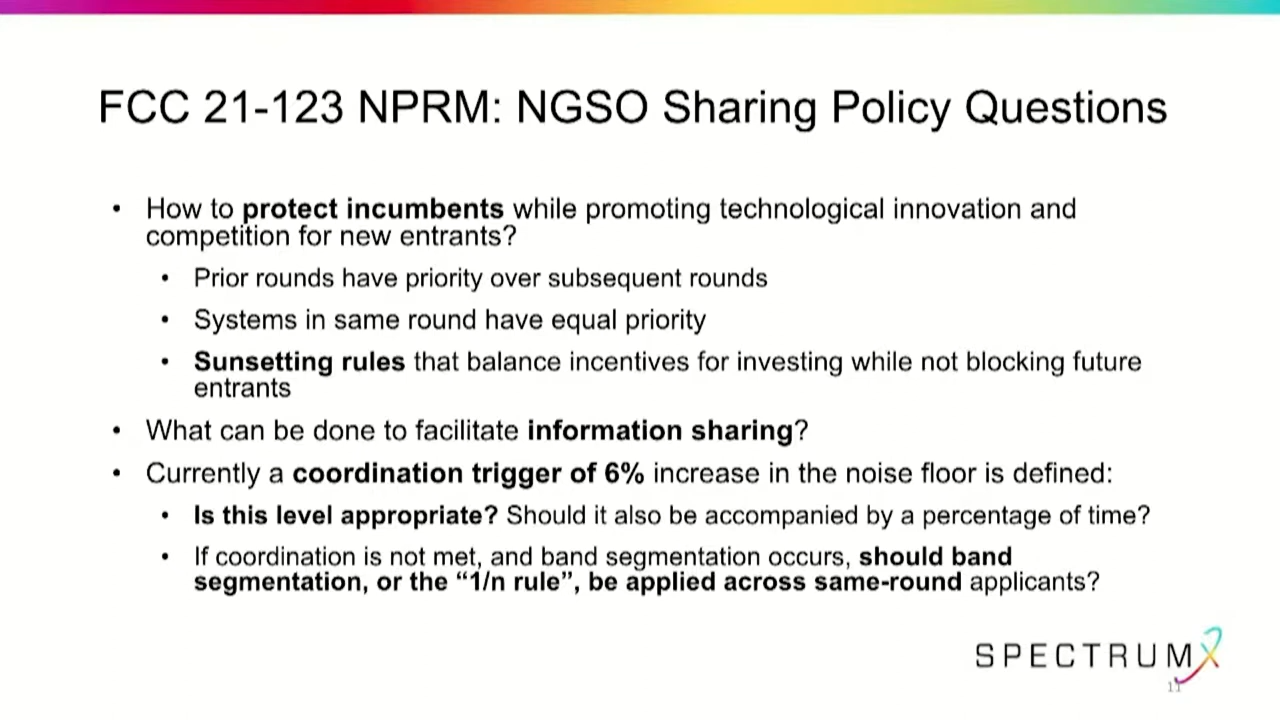 FCC 21-123 NPRM: NGSO Sharing Policy Questions
• How to protect incumbents while promoting technological innovation and
competition for new entrants?
• Prior rounds have priority over subsequent rounds
• Systems in same round have equal priority
• Sunsetting rules that balance incentives for investing while not blocking future
entrants
• What can be done to facilitate information sharing?
• Currently a coordination trigger of 6% increase in the noise floor is defined:
• Is this level appropriate? Should it also be accompanied by a percentage of time?
• If coordination is not met, and band segmentation occurs, should band
segmentation, or the “1/n rule”, be applied across same-round applicants?
SPECTRUMX
11